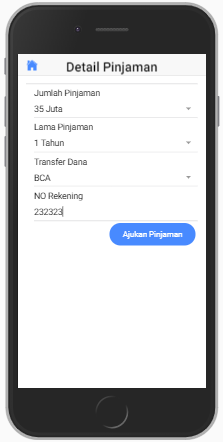 Detail Pinjaman
Jumlah Pinjaman
35 Juta
Lama Pinjaman
1 Tahun
Transfer Dana
BCA
NO Rekening
232323
Ajukan Pinjaman